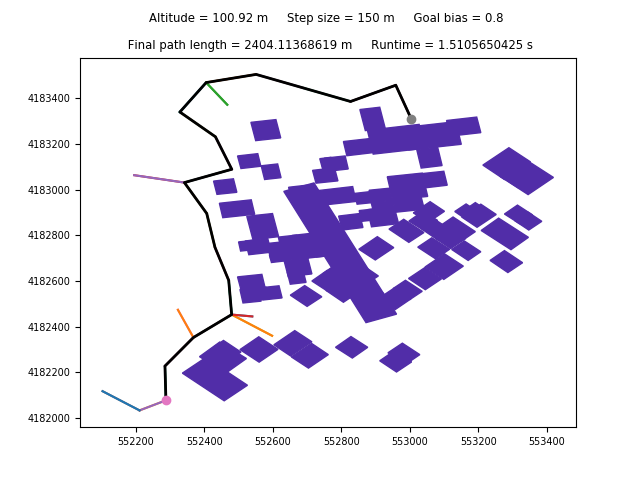 Altitude = 100.92 m Step size = 150 m Goal bias = 0.8
Final path length = 2404.11368619 m Runtime = 1.5105650425 s
4183400
4183200
4183000
4182800
4182600
4182400
4182200
4182000
552200 552400 552600 552800 553000 553200 553400